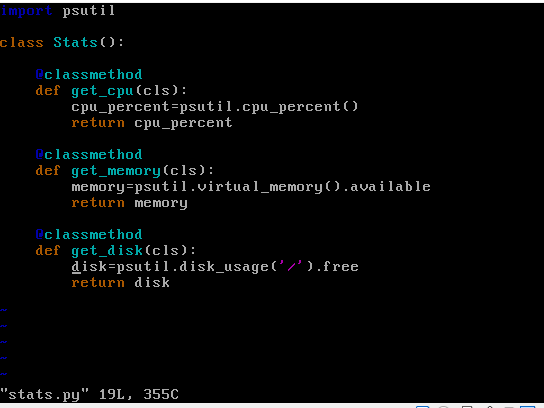 import psutil

class Stats():

    @classmethod
    def get_cpu(cls):
        cpu_percent=psutil.cpu_percent()
        return cpu_percent

    @classmethod
    def get_memory(cls):
        memory=psutil.virtual_memory().available
        return memory

    @classmethod
    def get_disk(cls):
        disk=psutil.disk_usage('/').free
        return disk

~
~
~
~
~
"stats.py" 19L, 355C